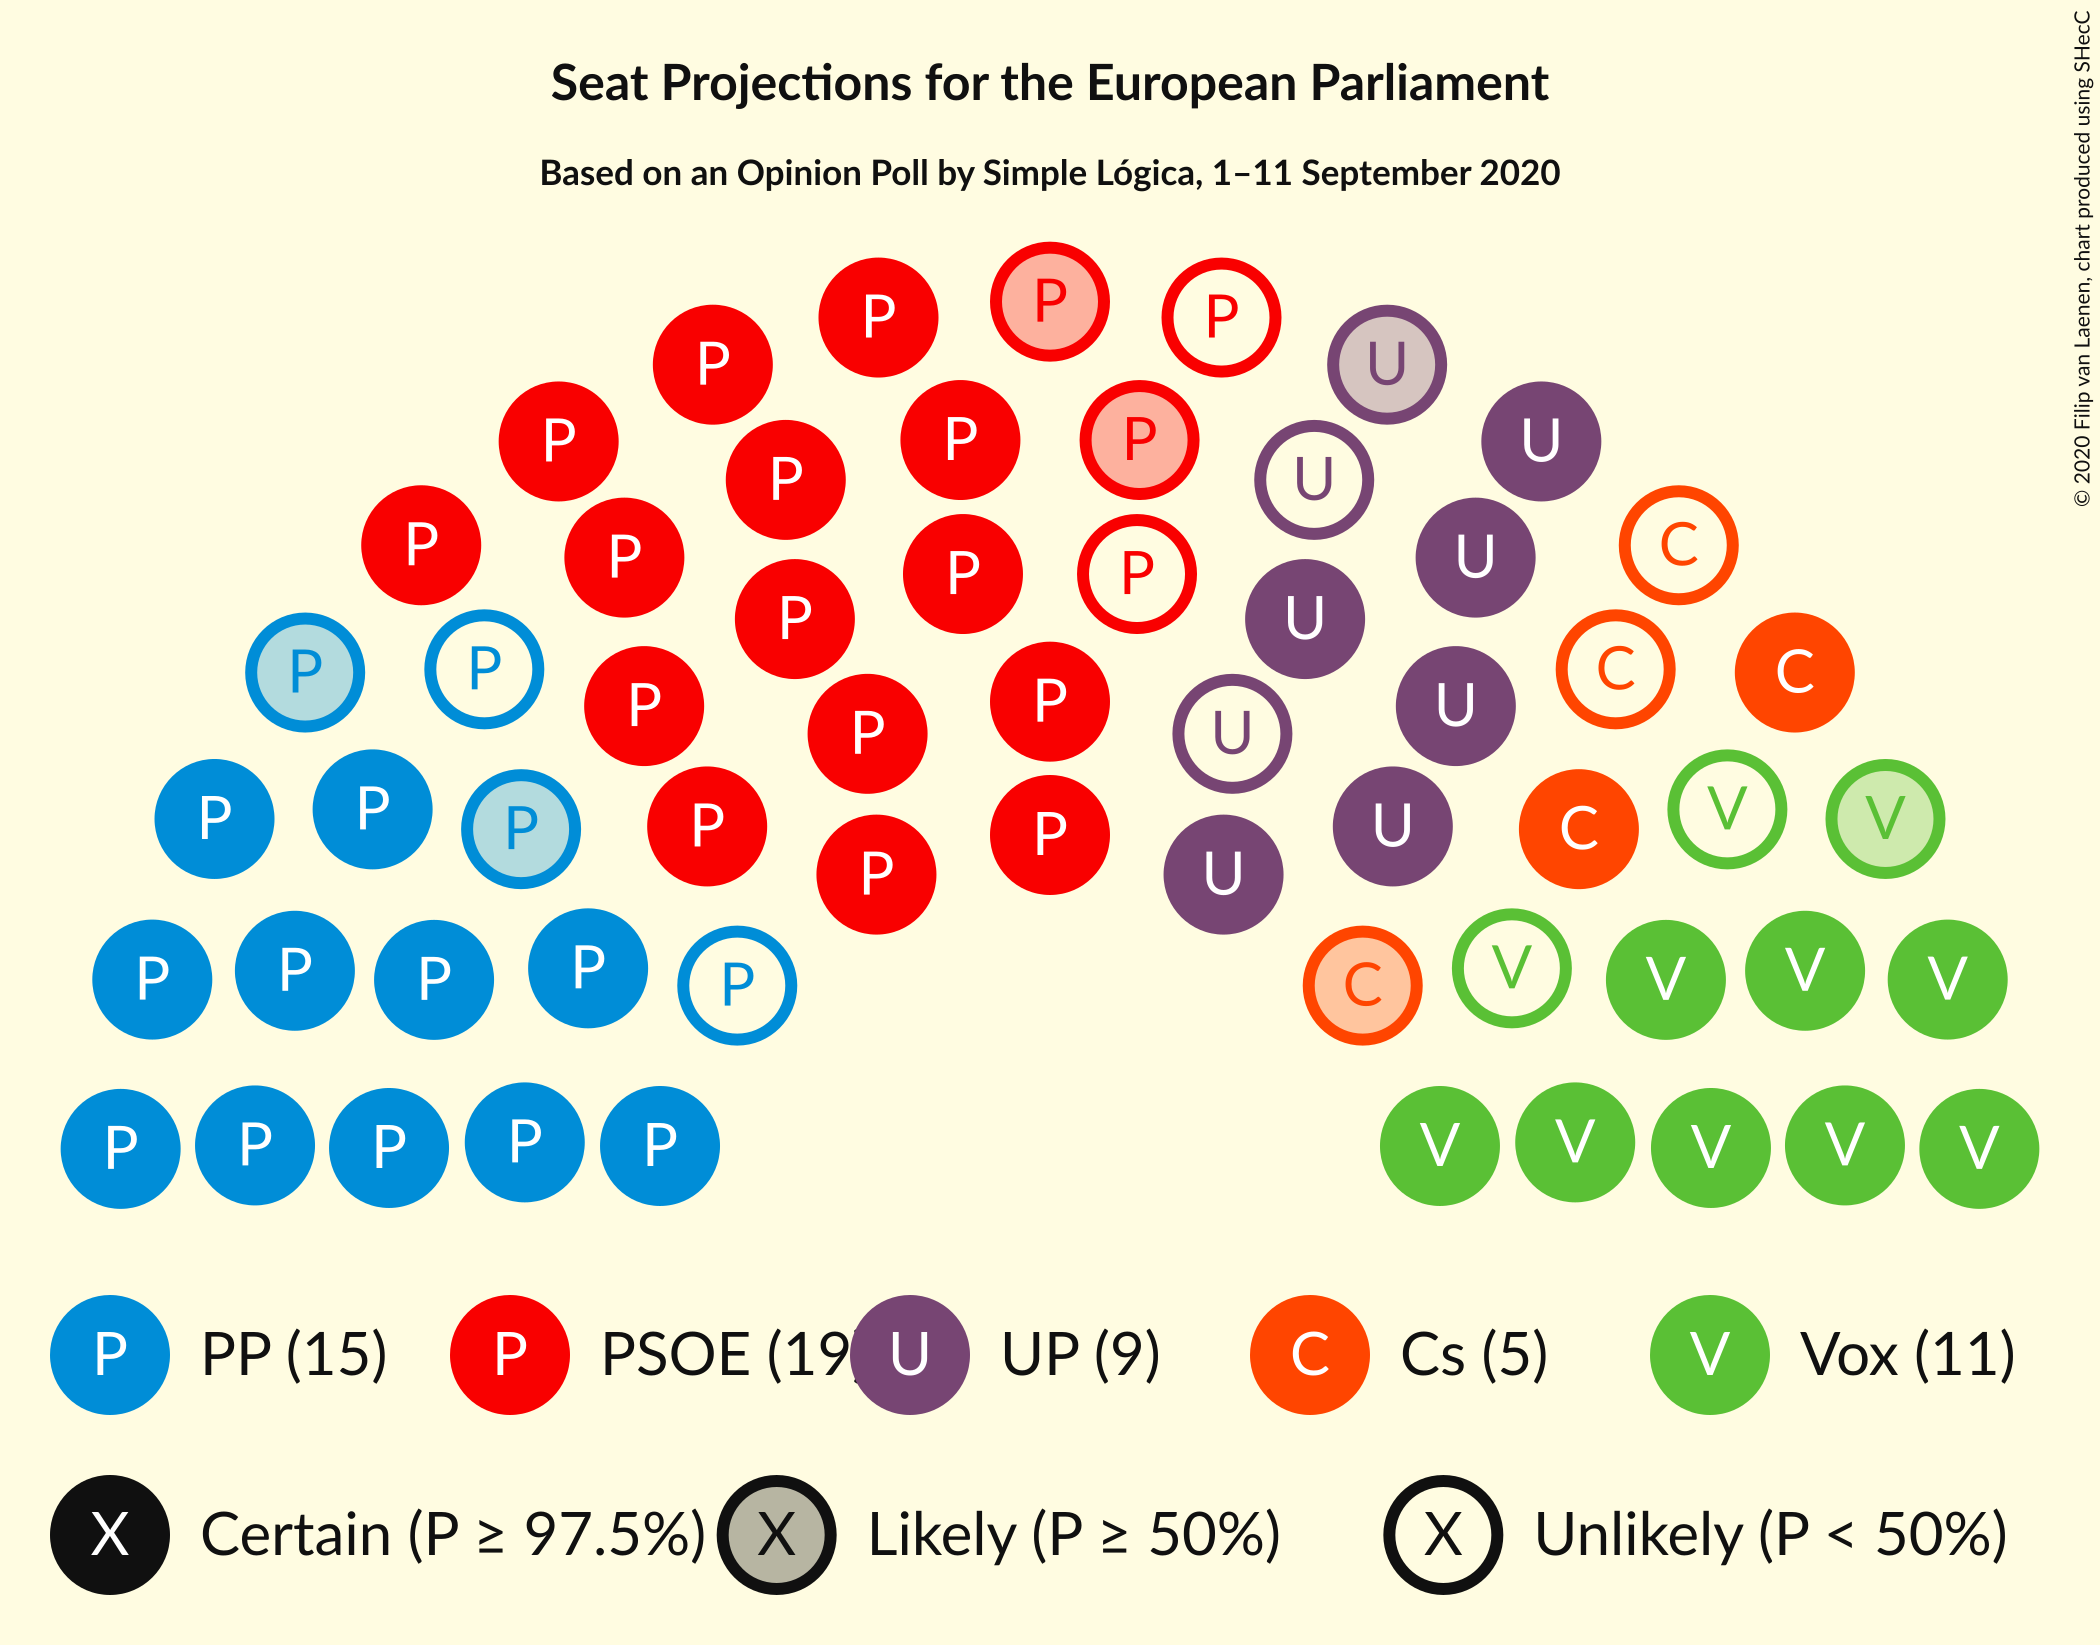 Seat Projections for the European Parliament
Based on an Opinion Poll by Simple Lógica, 1–11 September 2020
© 2020 Filip van Laenen, chart produced using SHecC
P
P P
P U
P P P U
P U
P C
P U
P P
P U
P P C C
P P U
P U
P P V V
P P P U C
P U
P P P P P C V V V V
P P P P P V V V V V
P PP (15) P PSOE (19) U UP (9) C Cs (5) V Vox (11)
X Certain (P ≥ 97.5%) X Likely (P ≥ 50%) X Unlikely (P < 50%)